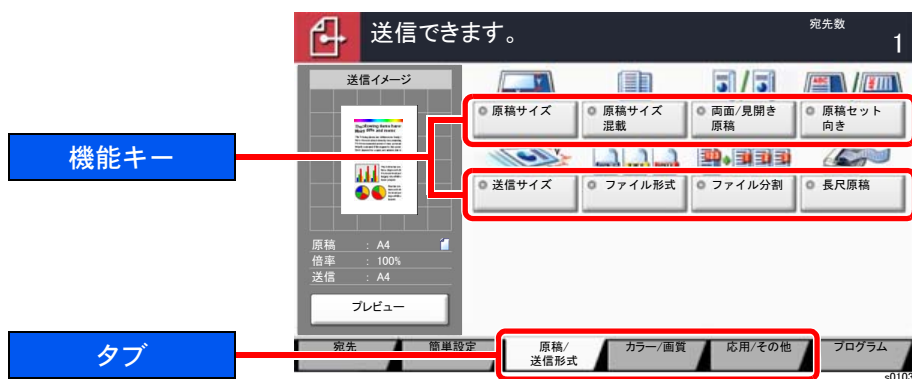 送信できます。
宛先数
1
送信イメージ
原稿サイズ
原稿サイズ
混載
両面/見開き
原稿
原稿セット
向き
機能キー
送信サイズ
ファイル形式
ファイル分割
長尺原稿
原稿 : A4
倍率 : 100%
送信 : A4
プレビュー
タブ
宛先
簡単設定
原稿/
送信形式
カラー/画質
応用/その他
プログラム
s0103